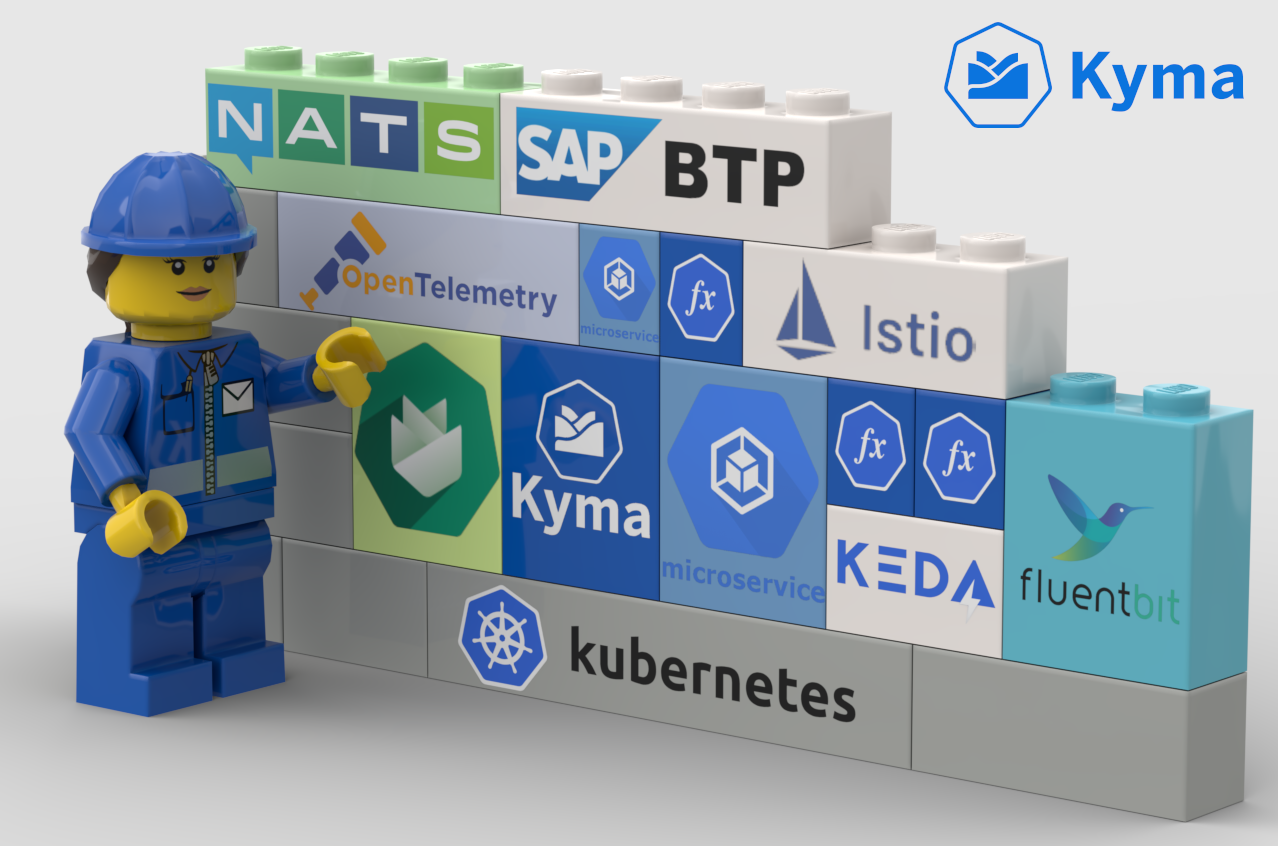 Kyma
NATS
SAP BTP
OpenTelemetry
microservice
fx
Istio
Kyma
microservice
fx
fx
KEDA
fluentbit
kubernetes